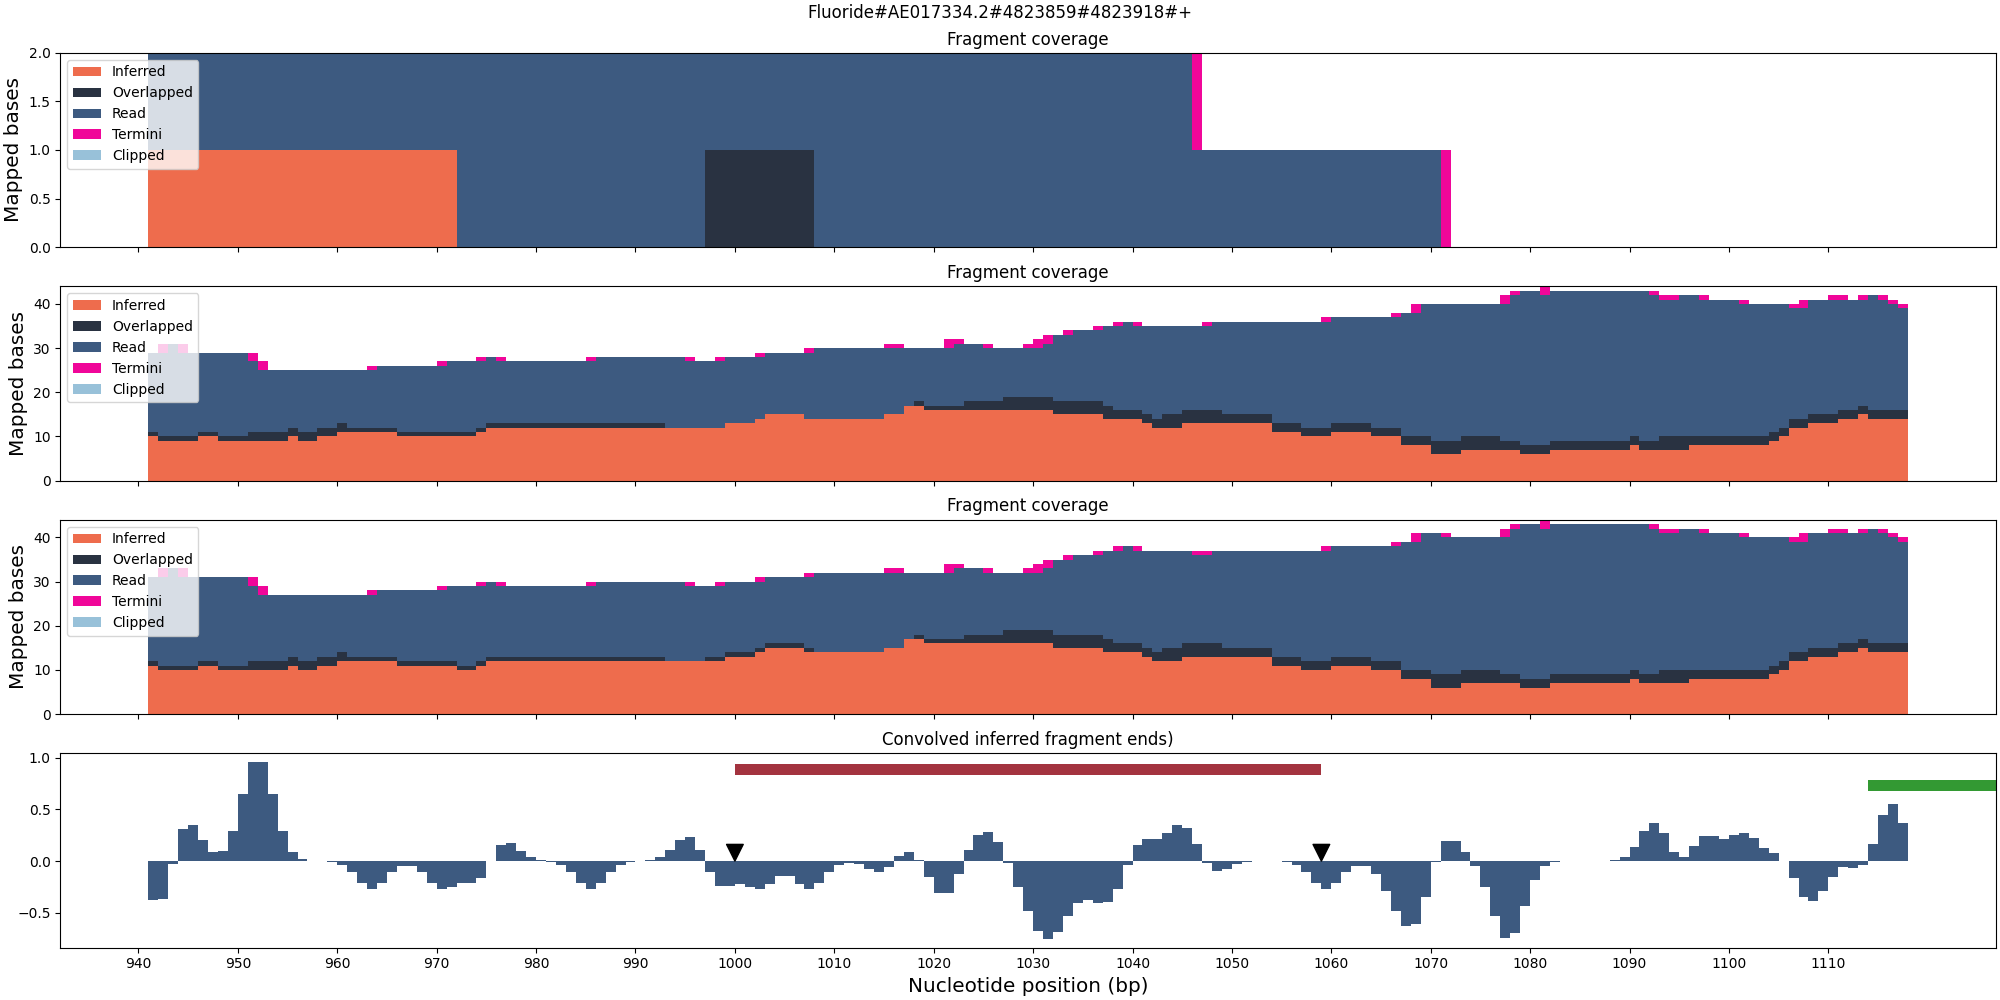 Fluoride#AE017334.2#4823859#4823918#+
Fragment coverage
Mapped bases
2.0
1.5
1.0
0.5
0.0
Inferred
Overlapped
Read
Termini
Clipped
Fragment coverage
Mapped bases
40
30
20
10
0
Inferred
Overlapped
Read
Termini
Clipped
Fragment coverage
Mapped bases
40
30
20
10
0
Inferred
Overlapped
Read
Termini
Clipped
Convolved inferred fragment ends)
1.0
0.5
0.0
−0.5
940 950 960 970 980 990 1000 1010 1020 1030 1040 1050 1060 1070 1080 1090 1100 1110
Nucleotide position (bp)